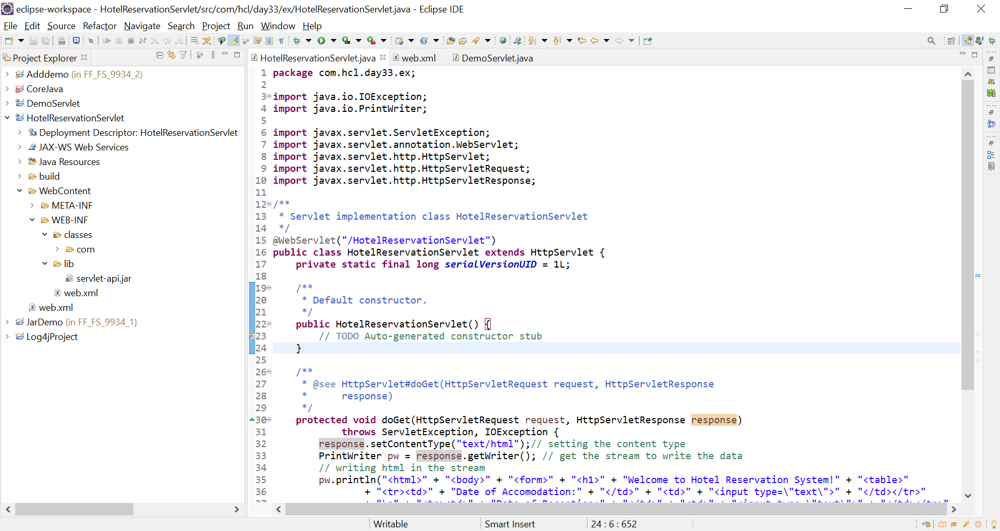 eclipse-workspace - HotelReservationServlet/src/com/hcl/day33/ex/HotelReservationServlet.java - Eclipse IDE
File Edit Source Refactor Navigate Search Project Run Window Help
Project Explorer
Adddemo (in FF_FS_9934_2)
CoreJava
DemoServlet
HotelReservationServlet
Deployment Descriptor: HotelReservationServlet
JAX-WS Web Services
Java Resources
build
WebContent
META-INF
WEB-INF
classes
com
lib
servlet-api.jar
web.xml
web.xml
JarDemo (in FF_FS_9934_1)
Log4jProject
HotelReservationServlet.java web.xml DemoServlet.java
1 package com.hcl.day33.ex;
2
3 import java.io.IOException;
4 import java.io.PrintWriter;
5
6 import javax.servlet.ServletException;
7 import javax.servlet.annotation.WebServlet;
8 import javax.servlet.http.HttpServlet;
9 import javax.servlet.http.HttpServletRequest;
10 import javax.servlet.http.HttpServletResponse;
11
12 /**
13 * Servlet implementation class HotelReservationServlet
14 */
15 @WebServlet("/HotelReservationServlet")
16 public class HotelReservationServlet extends HttpServlet {
17 private static final long serialVersionUID = 1L;
18
19 /**
20 * Default constructor.
21 */
22 public HotelReservationServlet() {
23 // TODO Auto-generated constructor stub
24 }
25
26 /**
27 * @see HttpServlet#doGet(HttpServletRequest request, HttpServletResponse
28 * response)
29 */
30 protected void doGet(HttpServletRequest request, HttpServletResponse response)
31 throws ServletException, IOException {
32 response.setContentType("text/html");// setting the content type
33 PrintWriter pw = response.getWriter(); // get the stream to write the data
34 // writing html in the stream
35 pw.println("<html>" + "<body>" + "<form>" + "<h1>" + "Welcome to Hotel Reservation System!" + "<table>"
36 + "<tr><td>" + "Date of Accomodation:" + "</td>" + "<td>" + "<input type=\"text\">" + "</td></tr>"
Writable Smart Insert 24 : 6 : 652